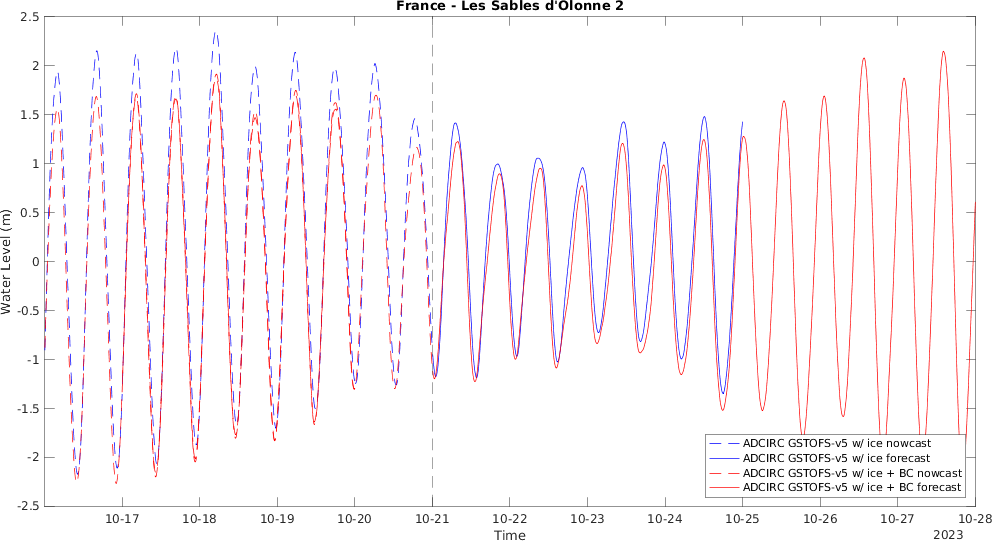 France - Les Sables d'Olonne 2
2.5
2
1.5
1
0.5
0
-0.5
-1
-1.5
-2
-2.5
Water Level (m)
10-17 10-18 10-19 10-20 10-21 10-22 10-23 10-24 10-25 10-26 10-27 10-28
Time
2023
ADCIRC GSTOFS-v5 w/ ice nowcast
ADCIRC GSTOFS-v5 w/ ice forecast
ADCIRC GSTOFS-v5 w/ ice + BC nowcast
ADCIRC GSTOFS-v5 w/ ice + BC forecast